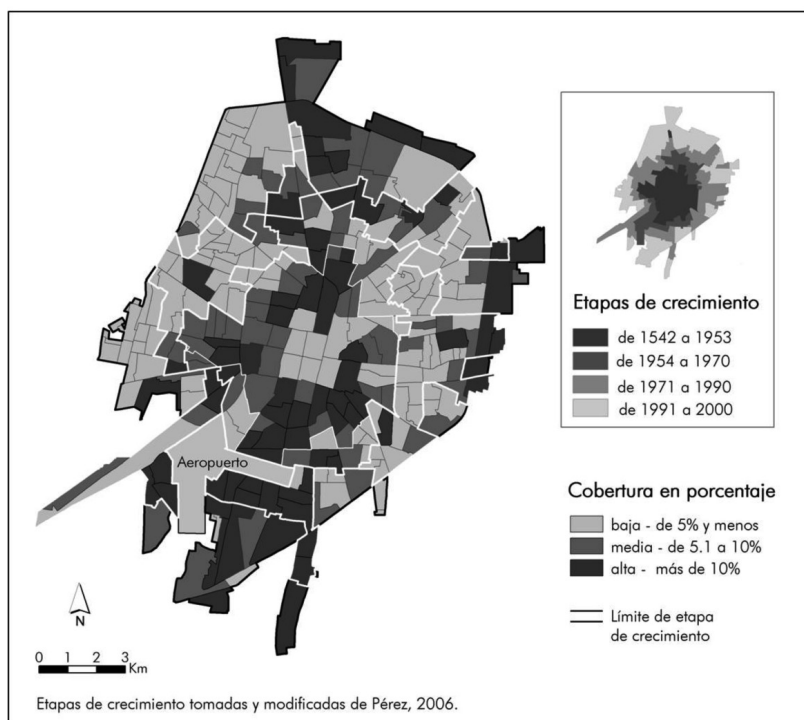 Aeropuerto
N
0 1 2 3
Km
Etapas de crecimiento tomadas y modificadas de Pérez, 2006.
Etapas de crecimiento
de 1542 a 1953
de 1954 a 1970
de 1971 a 1990
de 1991 a 2000
Cobertura en porcentaje
baja - de 5% y menos
media - de 5.1 a 10%
alta - más de 10%
Límite de etapa
de crecimiento